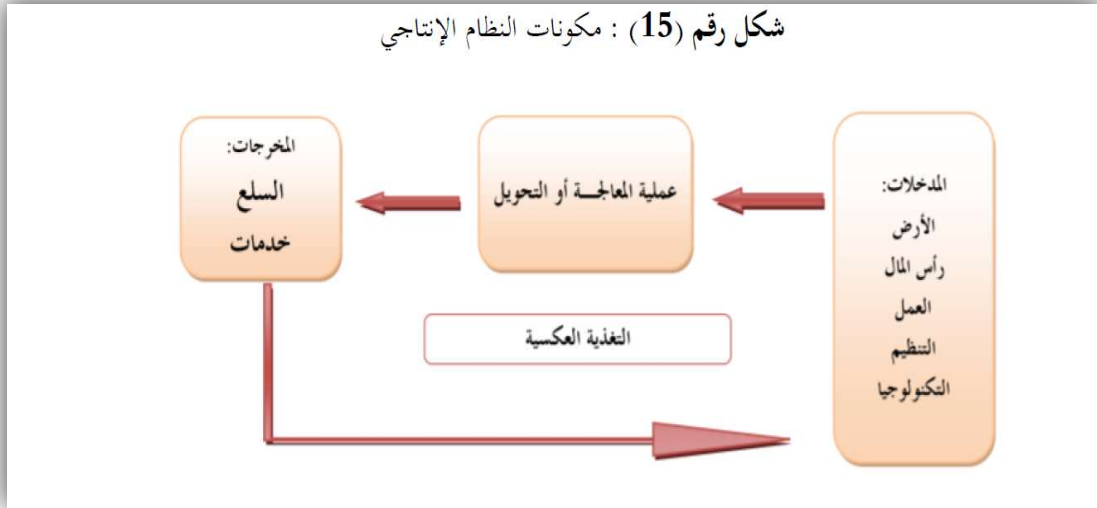 شكل رقم (15) : مكونات النظام الإنتاجي
المدخلات:
الأرض
رأس المال
العمل
التنظيم
التكنولوجيا
عملية المعالجــة أو التحويل
المخرجات:
السلع
خدمات
التغذية العكسية